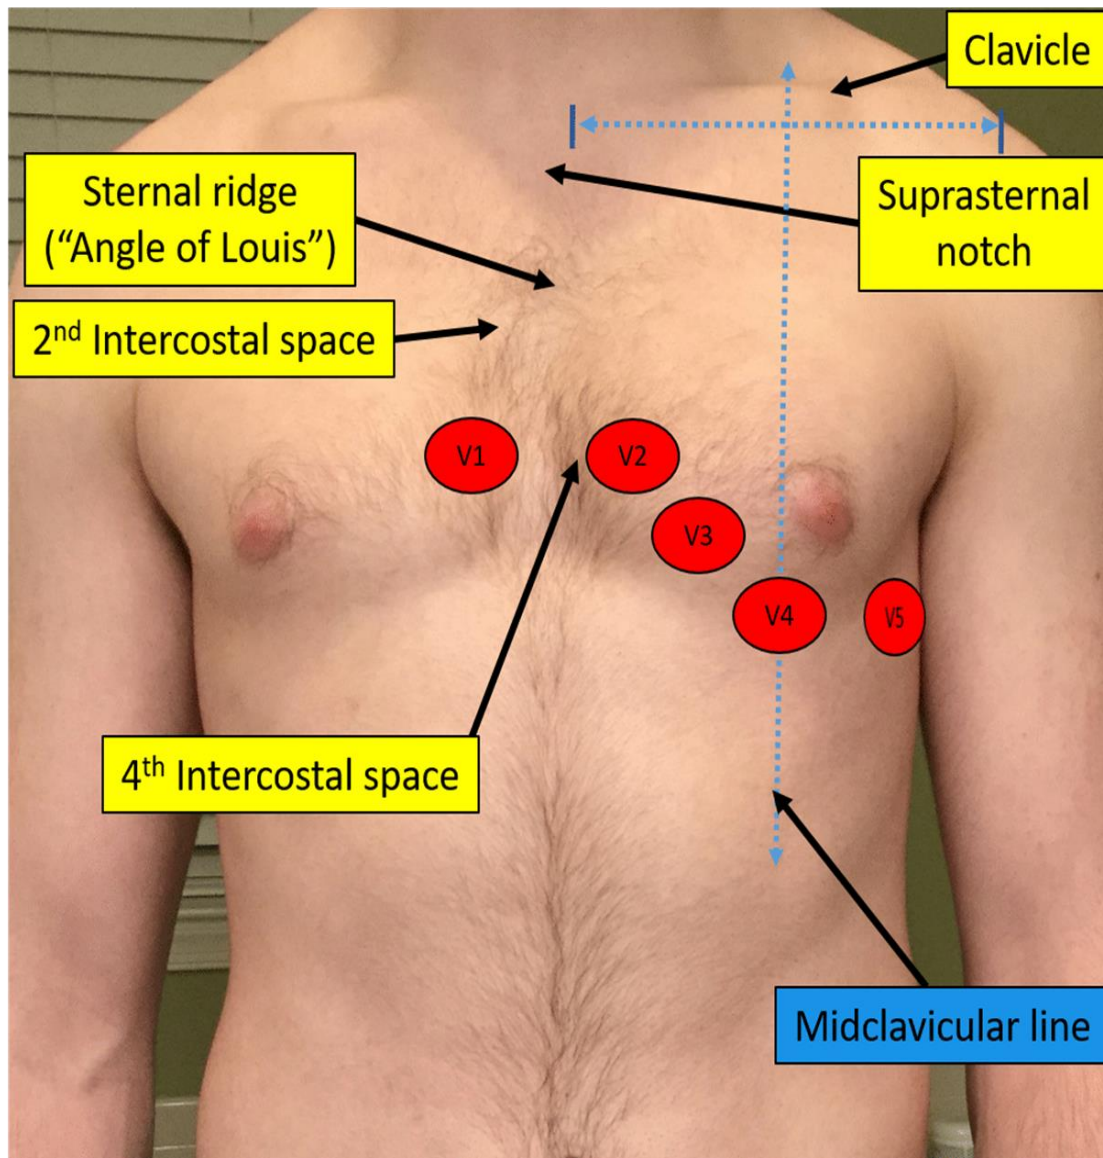 Clavicle
Sternal ridge
(“Angle of Louis”)
Suprasternal
notch
2nd Intercostal space
V1
V2
V3
V4
V5
4th Intercostal space
Midclavicular line